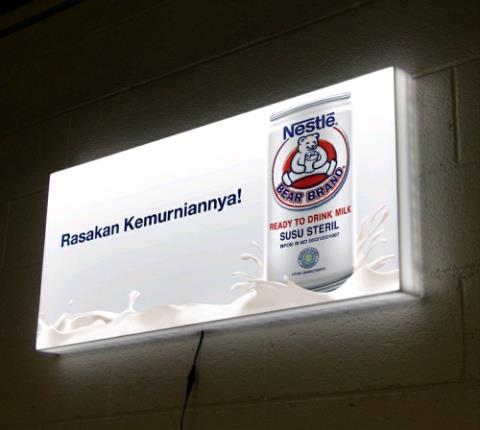 Rasakan Kemurniannya!
Nestlé
BEAR BRAND
READY TO DRINK MILK
SUSU STERIL